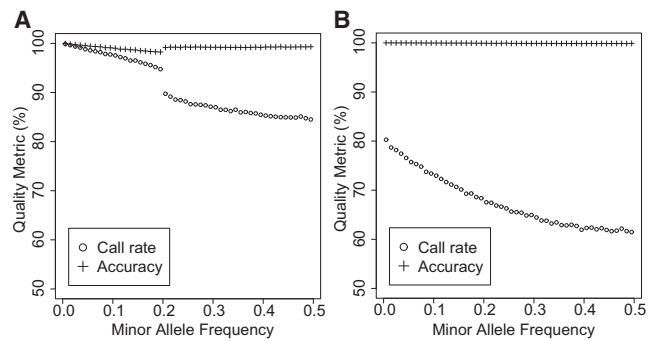 A
Quality Metric (%)
100
90
80
70
60
50
Call rate
Accuracy
0.0 0.1 0.2 0.3 0.4 0.5
Minor Allele Frequency
B
Quality Metric (%)
100
90
80
70
60
50
Call rate
Accuracy
0.0 0.1 0.2 0.3 0.4 0.5
Minor Allele Frequency